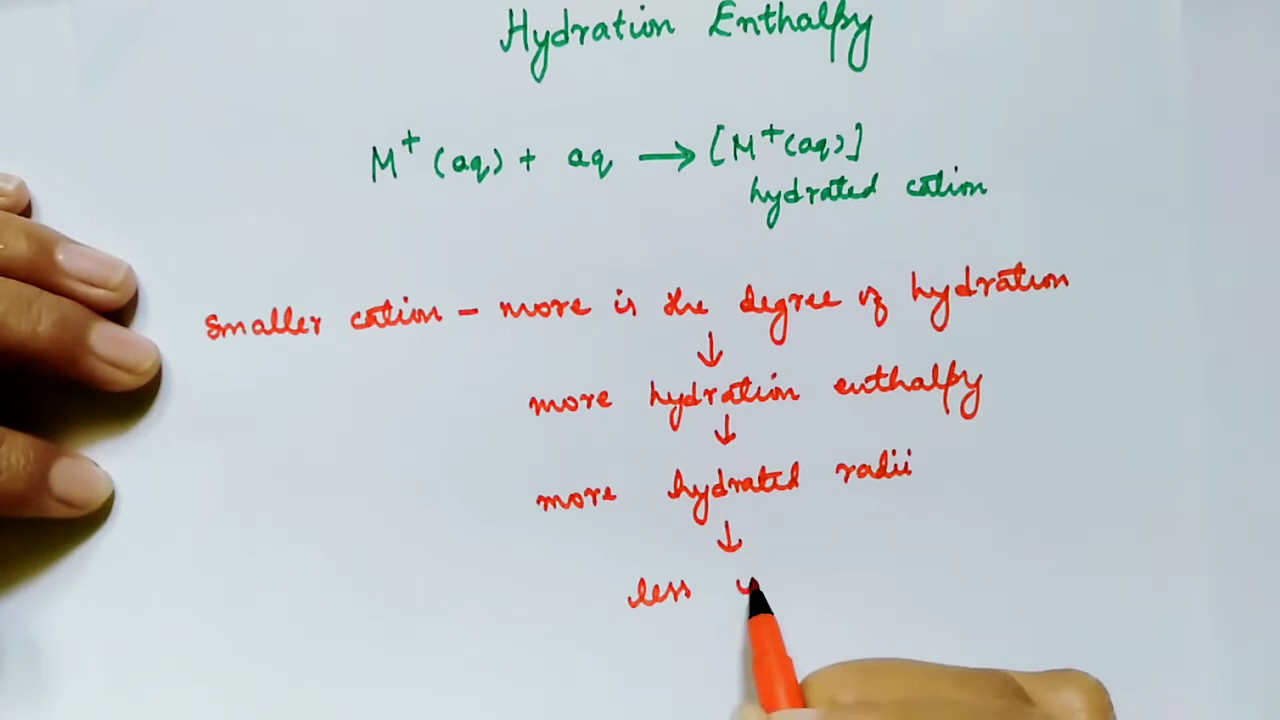 Hydration Enthalpy
M⁺ (aq) + aq → [M⁺(aq)]
hydrated cation
Smaller cation - more is the degree of hydration
↓
more hydration enthalpy
↓
more hydrated radii
↓
less